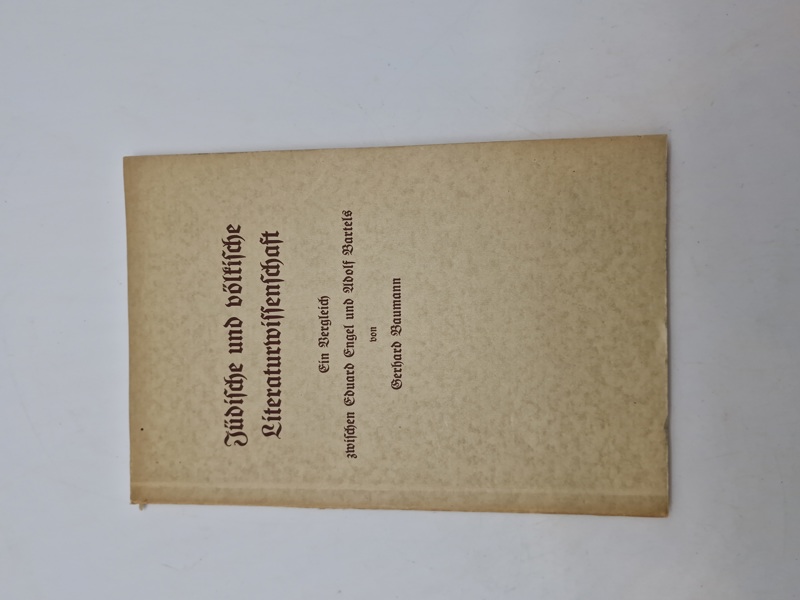 Jüdische und völkische
Literaturwissenschaft
Ein Vergleich
zwischen Eduard Engel und Adolf Bartels
von
Gerhard Baumann